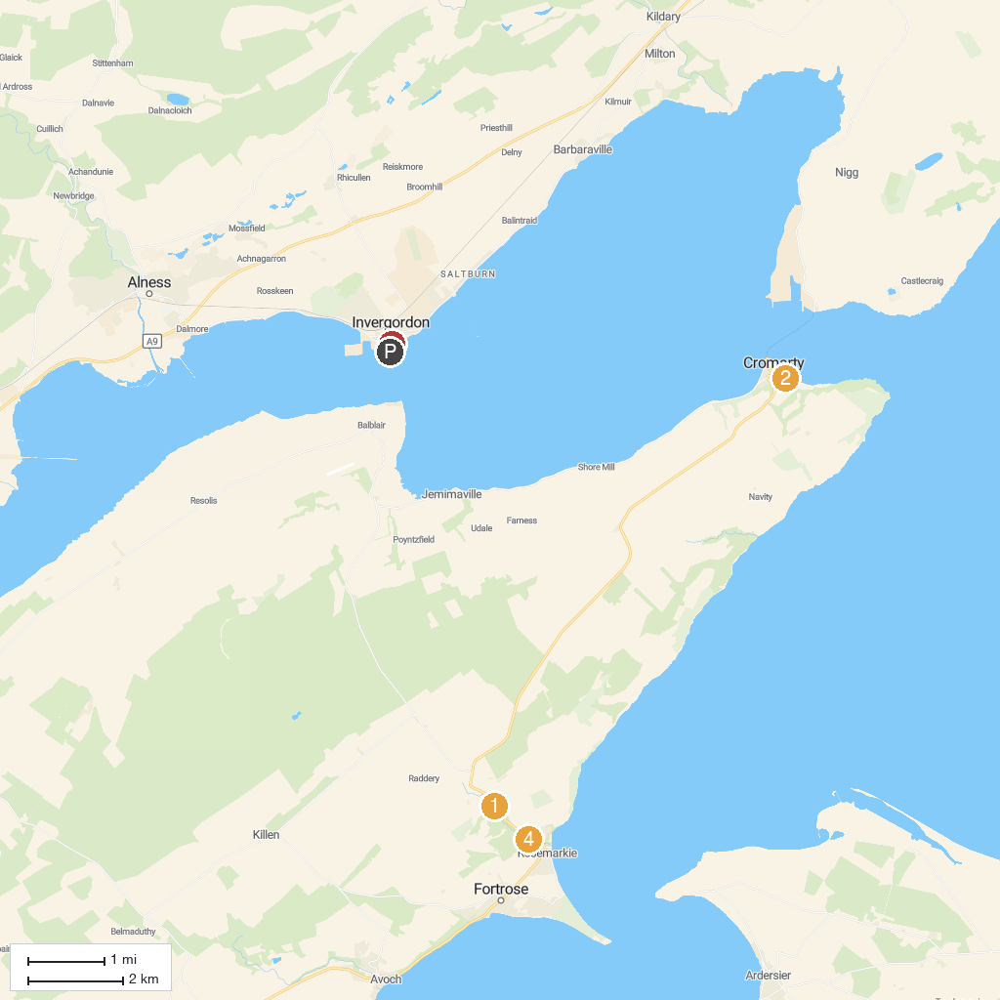 Kildary
Glaick
Milton
Stittenham
Ardross
Dalnavie
Dalnacloich
Kilmuir
Cuillich
Priesthill
Delny
Barbaraville
Achandunie
Reiskmore
Rhicullen
Nigg
Broomhill
Newbridge
Balintraid
Mossfield
Achnagarron
SALTBURN
Alness
Castlecraig
Rosskeen
Invergordon
Dalmore
A9
P
Cromarty
2
Balblair
Shore Mill
Jemimaville
Resolis
Navity
Farness
Udale
Poyntzfield
Raddery
1
Killen
4
Rosemarkie
Fortrose
Belmaduthy
1 mi
2 km
Avoch
Ardersier